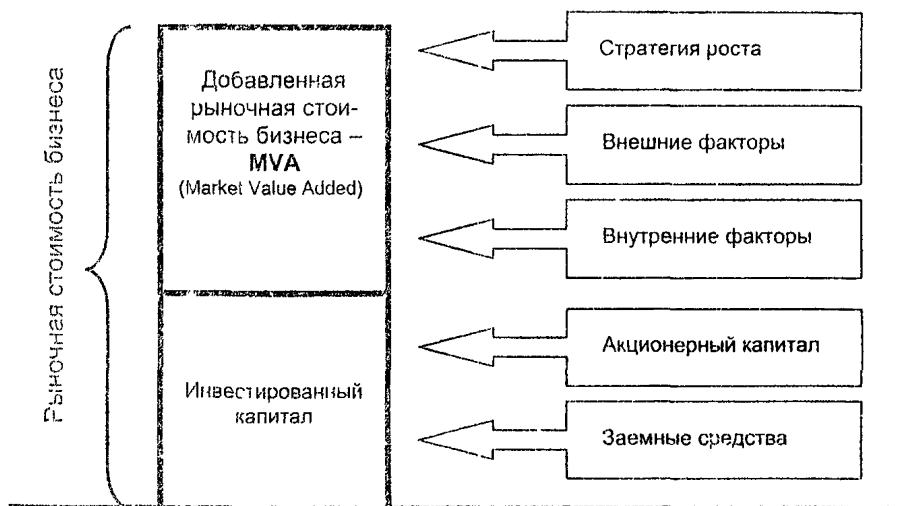 Рыночная стоимость бизнеса
Добавленная
рыночная стои-
мость бизнеса –
MVA
(Market Value Added)
Инвестированный
капитал
Стратегия роста
Внешние факторы
Внутренние факторы
Акционерный капитал
Заемные средства